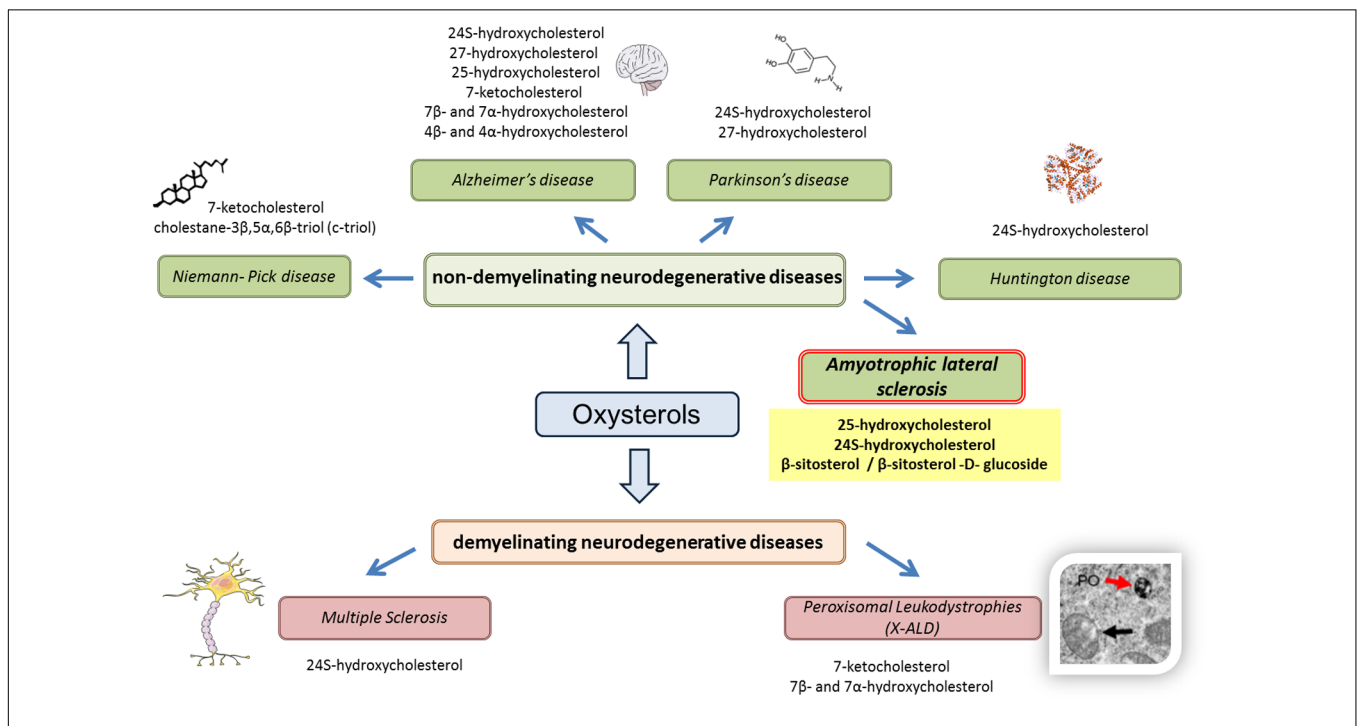 24S-hydroxycholesterol
27-hydroxycholesterol
25-hydroxycholesterol
7-ketocholesterol
7β- and 7α-hydroxycholesterol
4β- and 4α-hydroxycholesterol
Alzheimer's disease
HO
HO
N
H
H
24S-hydroxycholesterol
27-hydroxycholesterol
Parkinson's disease
7-ketocholesterol
cholestane-3β,5α,6β-triol (c-triol)
Niemann- Pick disease
non-demyelinating neurodegenerative diseases
24S-hydroxycholesterol
Huntington disease
Amyotrophic lateral
sclerosis
25-hydroxycholesterol
24S-hydroxycholesterol
β-sitosterol / β-sitosterol -D- glucoside
Oxysterols
demyelinating neurodegenerative diseases
Multiple Sclerosis
24S-hydroxycholesterol
Peroxisomal Leukodystrophies
(X-ALD)
7-ketocholesterol
7β- and 7α-hydroxycholesterol
PO